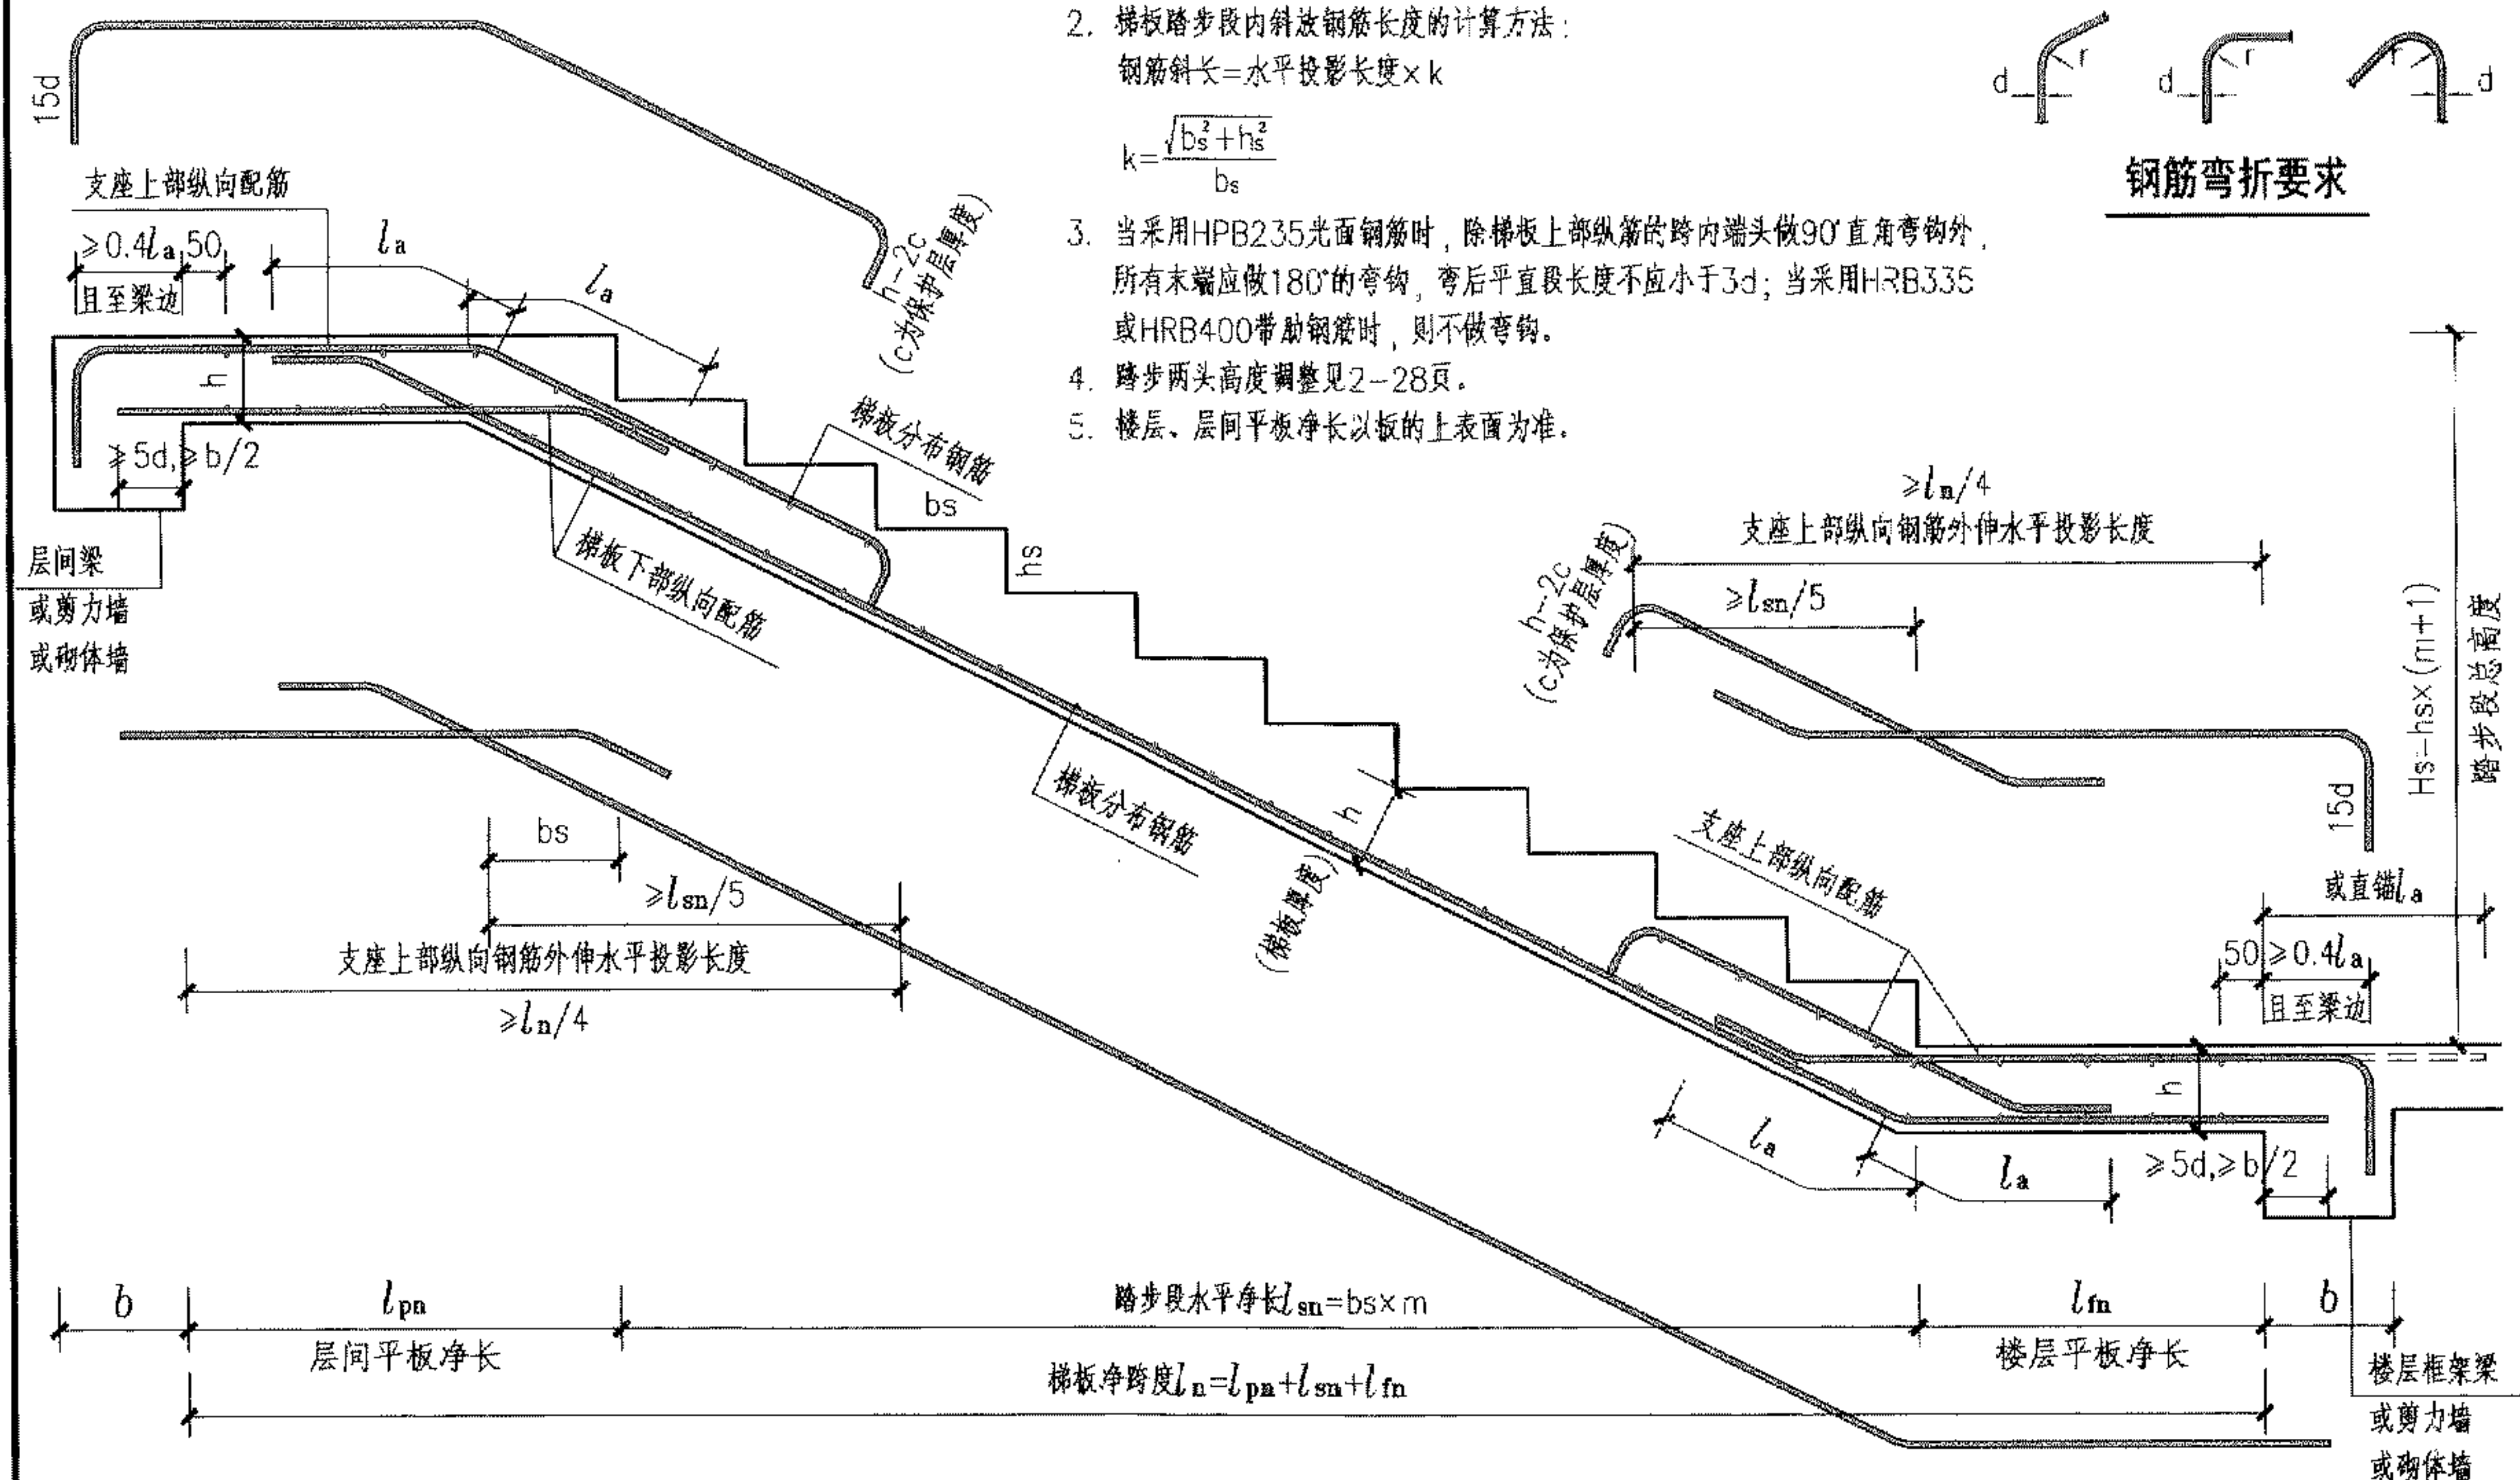 2. 梯板踏步段内斜放钢筋长度的计算方法：
钢筋斜长=水平投影长度×k
k=√(bs²+hs²)/bs
3. 当采用HPB235光面钢筋时，除梯板上部纵筋的跨内端头做90°直角弯钩外，
所有末端应做180°的弯钩，弯后平直段长度不应小于3d；当采用HRB335
或HRB400带肋钢筋时，则不做弯钩。
4. 踏步两头高度调整见2-28页。
5. 楼层、层间平板净长以板的上表面为准。
d
r
d
r
r
d
钢筋弯折要求
15d
h-2c
(c为保护层厚度)
支座上部纵向配筋
≥0.4la
50
且至梁边
la
la
h
≥5d,≥b/2
层间梁
或剪力墙
或砌体墙
梯板分布钢筋
bs
hs
梯板下部纵向配筋
≥ln/4
支座上部纵向钢筋外伸水平投影长度
≥lsn/5
h-2c
(c为保护层厚度)
15d
Hs=hs×(m+1)
踏步段总高度
梯板分布钢筋
h
(梯板厚度)
支座上部纵向配筋
bs
≥lsn/5
支座上部纵向钢筋外伸水平投影长度
≥ln/4
或直锚la
50
≥0.4la
且至梁边
h
la
la
≥5d,≥b/2
b
lpn
层间平板净长
踏步段水平净长lsn=bs×m
lfn
楼层平板净长
b
梯板净跨度ln=lpn+lsn+lfn
楼层框架梁
或剪力墙
或砌体墙